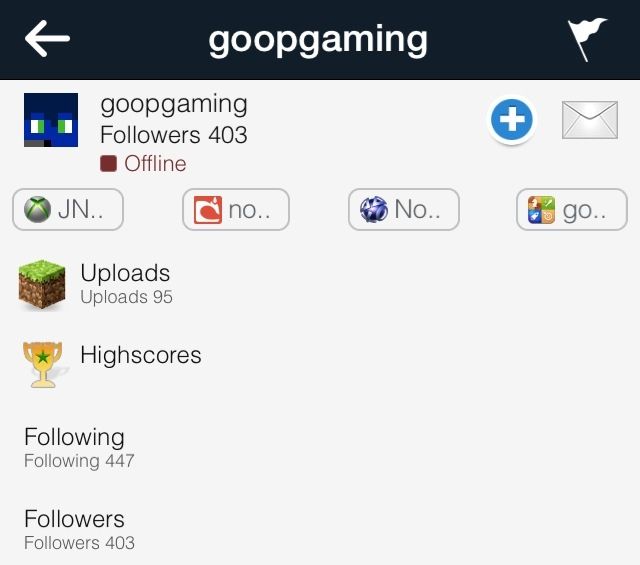 goopgaming
goopgaming
Followers 403
Offline
JN.. no.. No.. go..
Uploads
Uploads 95
Highscores
Following
Following 447
Followers
Followers 403